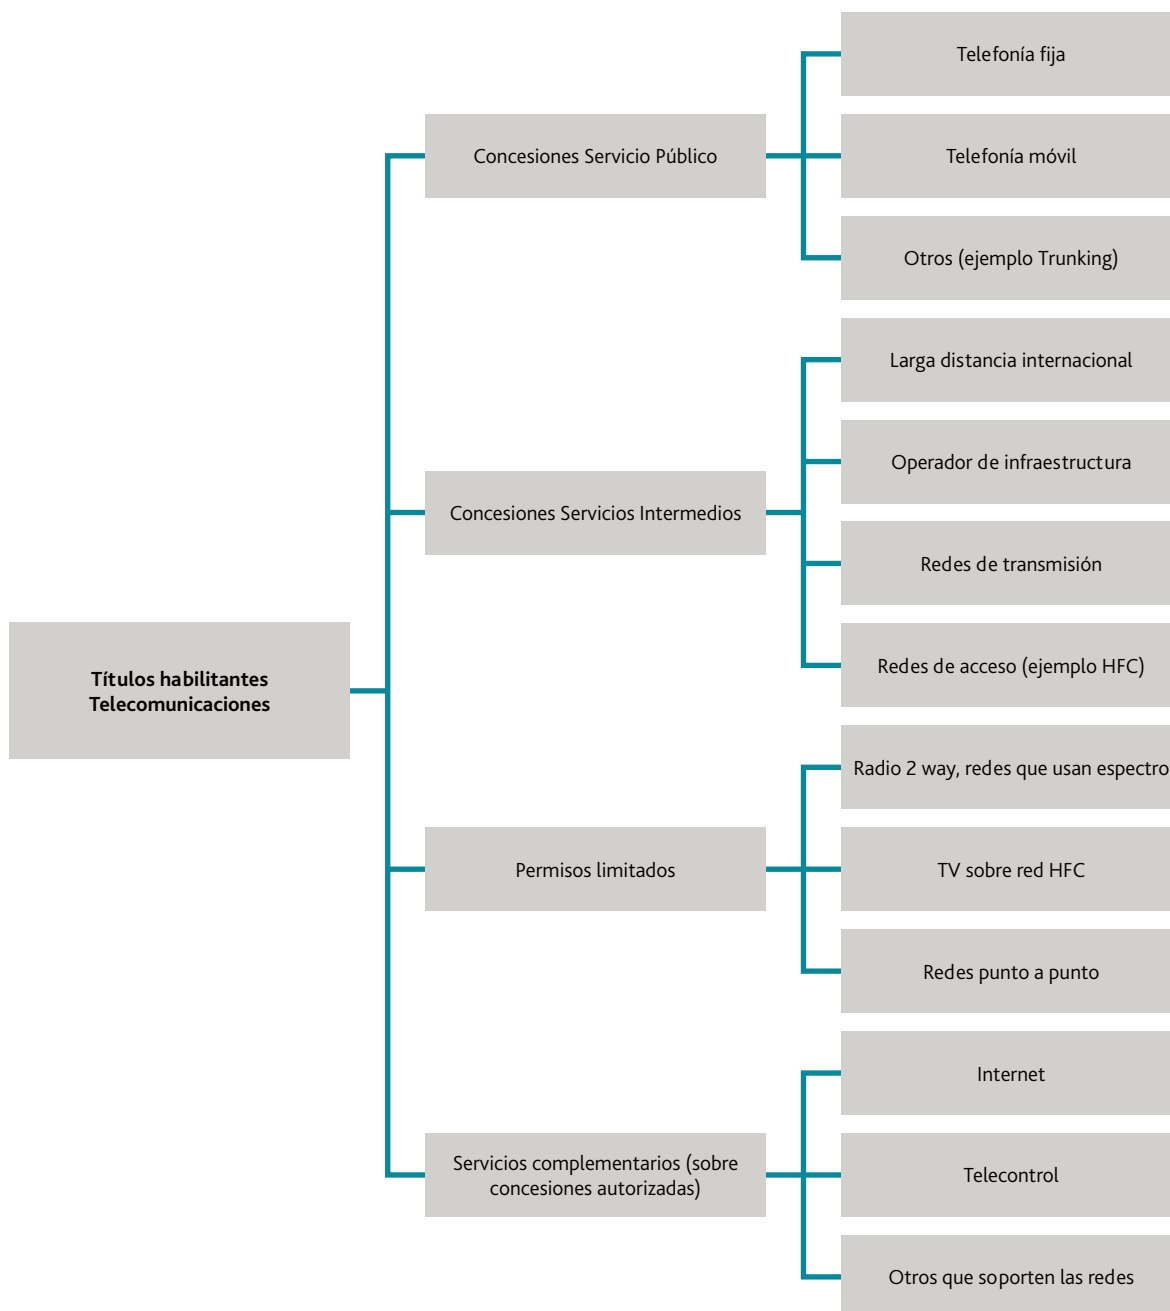 Títulos habilitantes
Telecomunicaciones
Concesiones Servicio Público
Telefonía fija
Telefonía móvil
Otros (ejemplo Trunking)
Concesiones Servicios Intermedios
Larga distancia internacional
Operador de infraestructura
Redes de transmisión
Redes de acceso (ejemplo HFC)
Permisos limitados
Radio 2 way, redes que usan espectro
TV sobre red HFC
Redes punto a punto
Servicios complementarios (sobre
concesiones autorizadas)
Internet
Telecontrol
Otros que soporten las redes